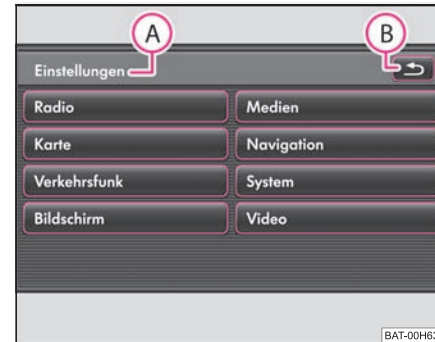 A B
Einstellungen
Radio Medien
Karte Navigation
Verkehrsfunk System
Bildschirm Video
BAT-00H63